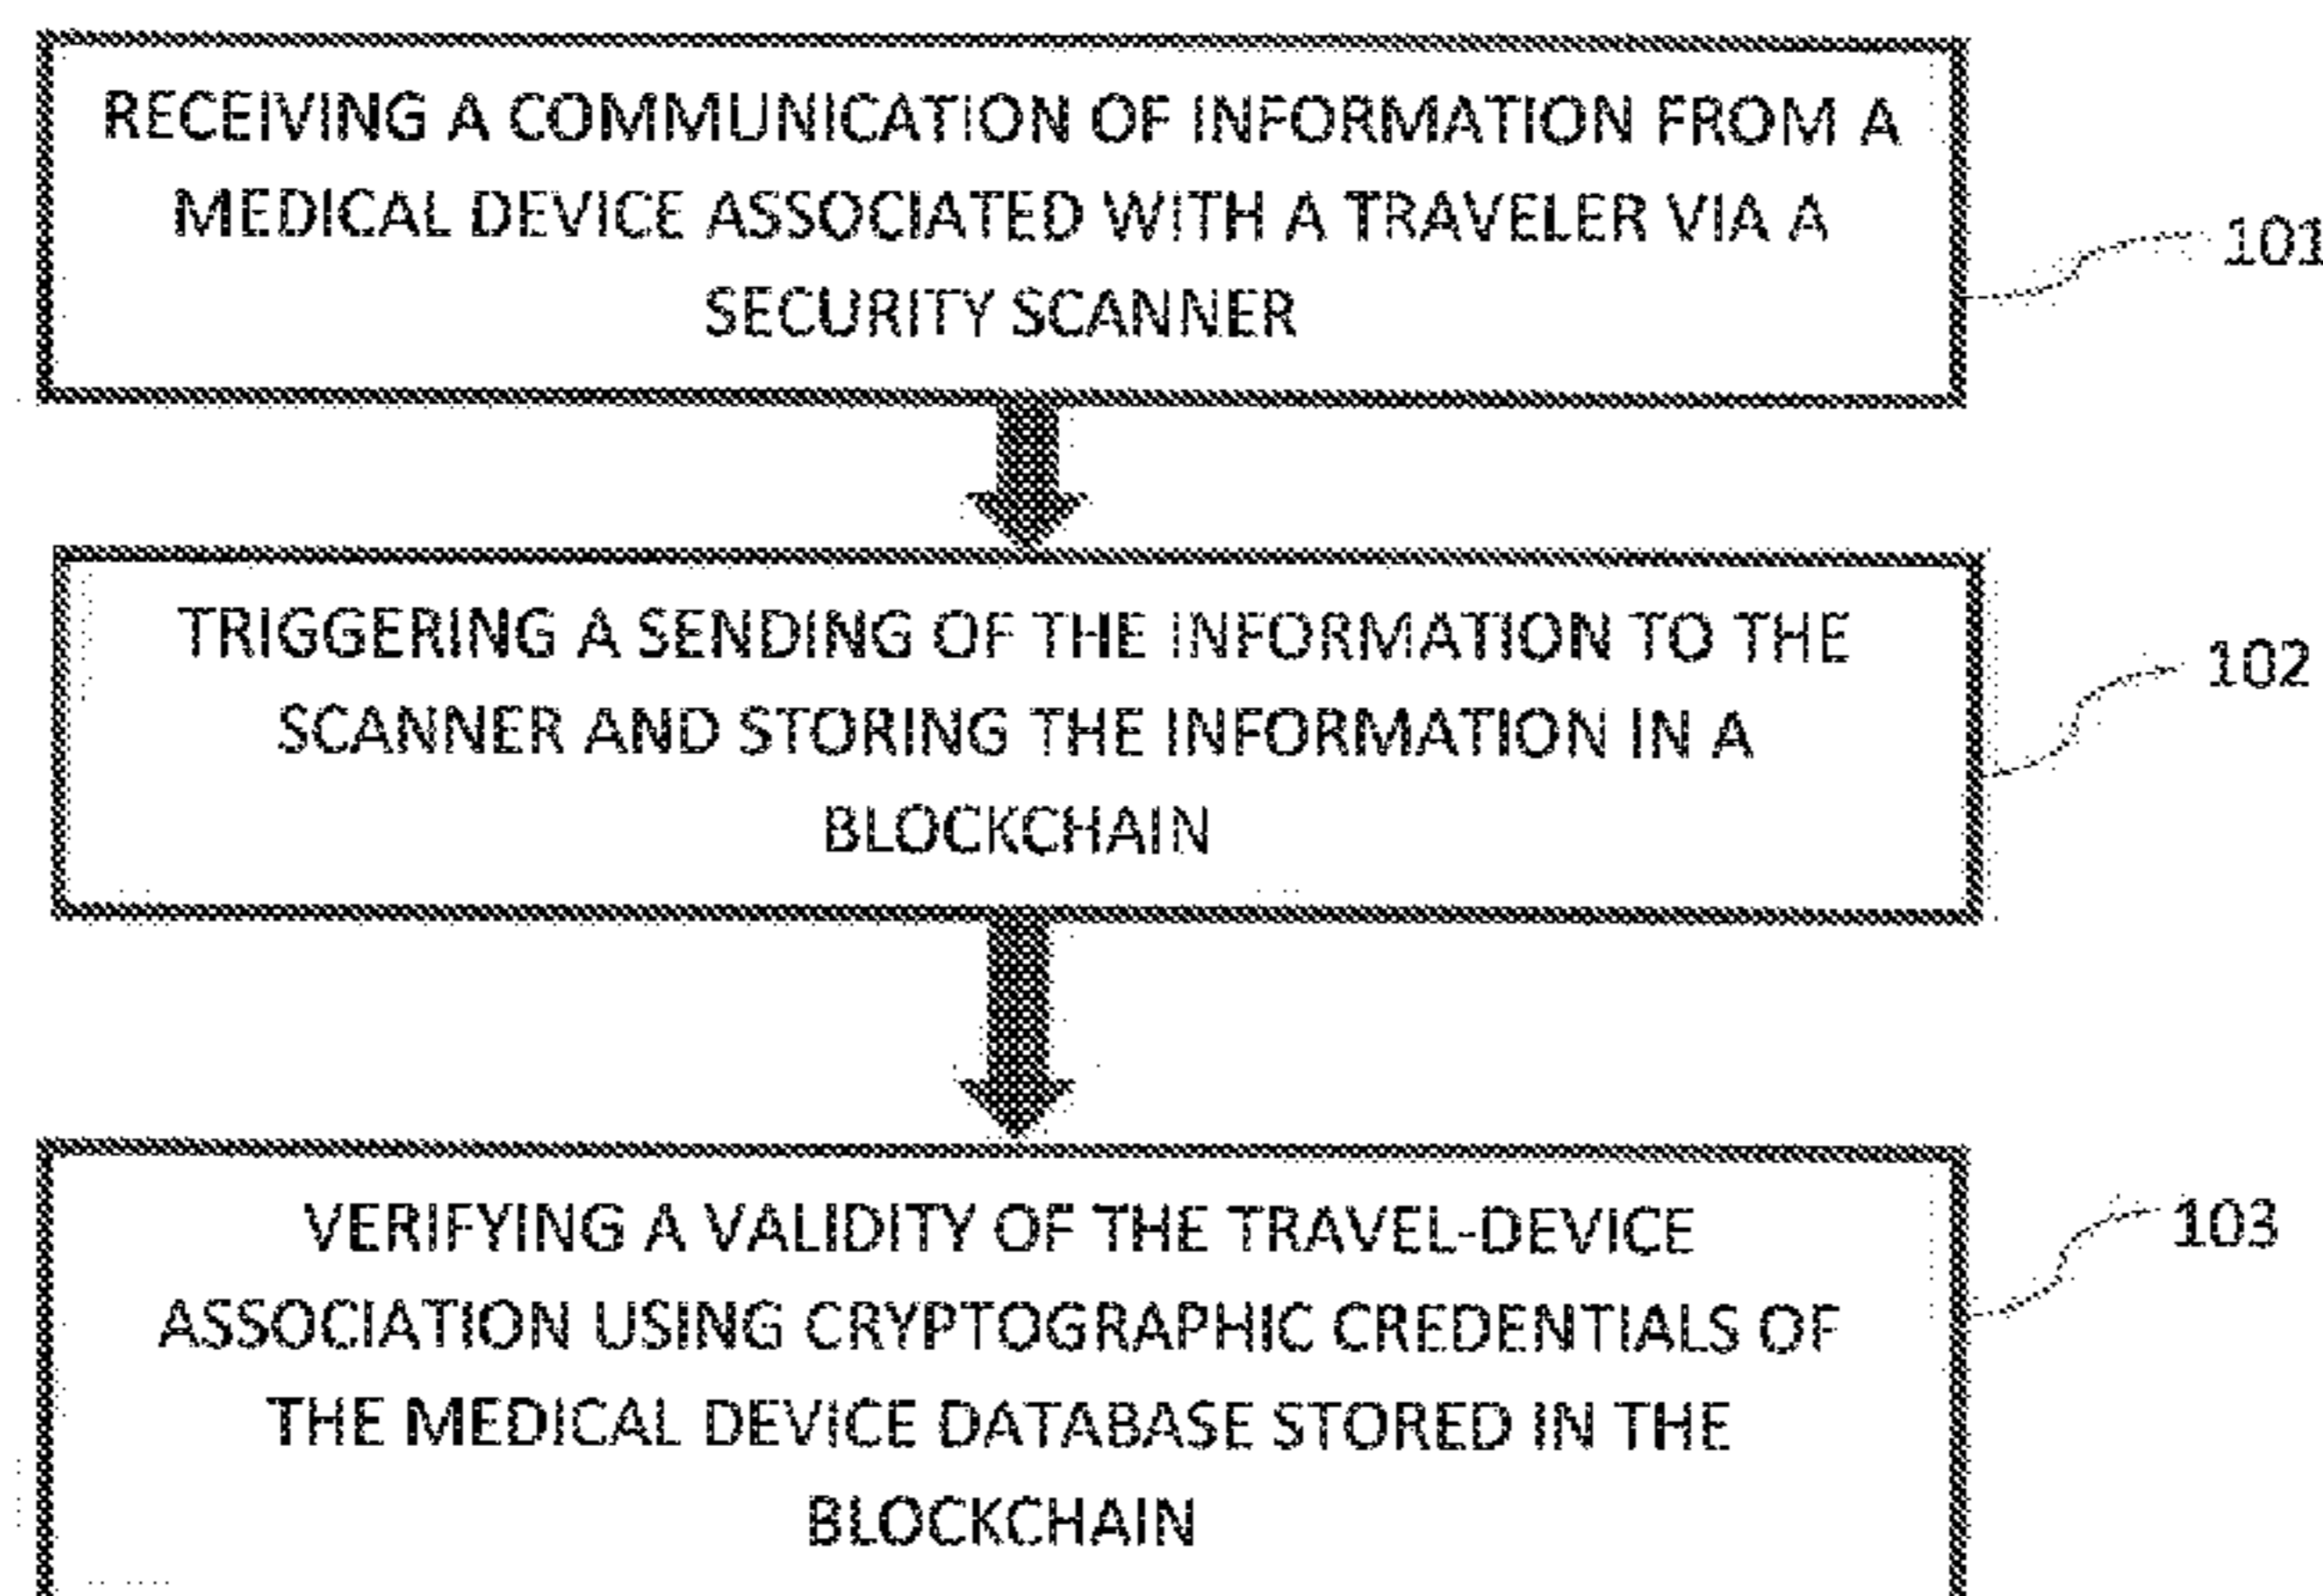 RECEIVING A COMMUNICATION OF INFORMATION FROM A
MEDICAL DEVICE ASSOCIATED WITH A TRAVELER VIA A
SECURITY SCANNER
101
TRIGGERING A SENDING OF THE INFORMATION TO THE
SCANNER AND STORING THE INFORMATION IN A
BLOCKCHAIN
102
VERIFYING A VALIDITY OF THE TRAVEL-DEVICE
ASSOCIATION USING CRYPTOGRAPHIC CREDENTIALS OF
THE MEDICAL DEVICE DATABASE STORED IN THE
BLOCKCHAIN
103